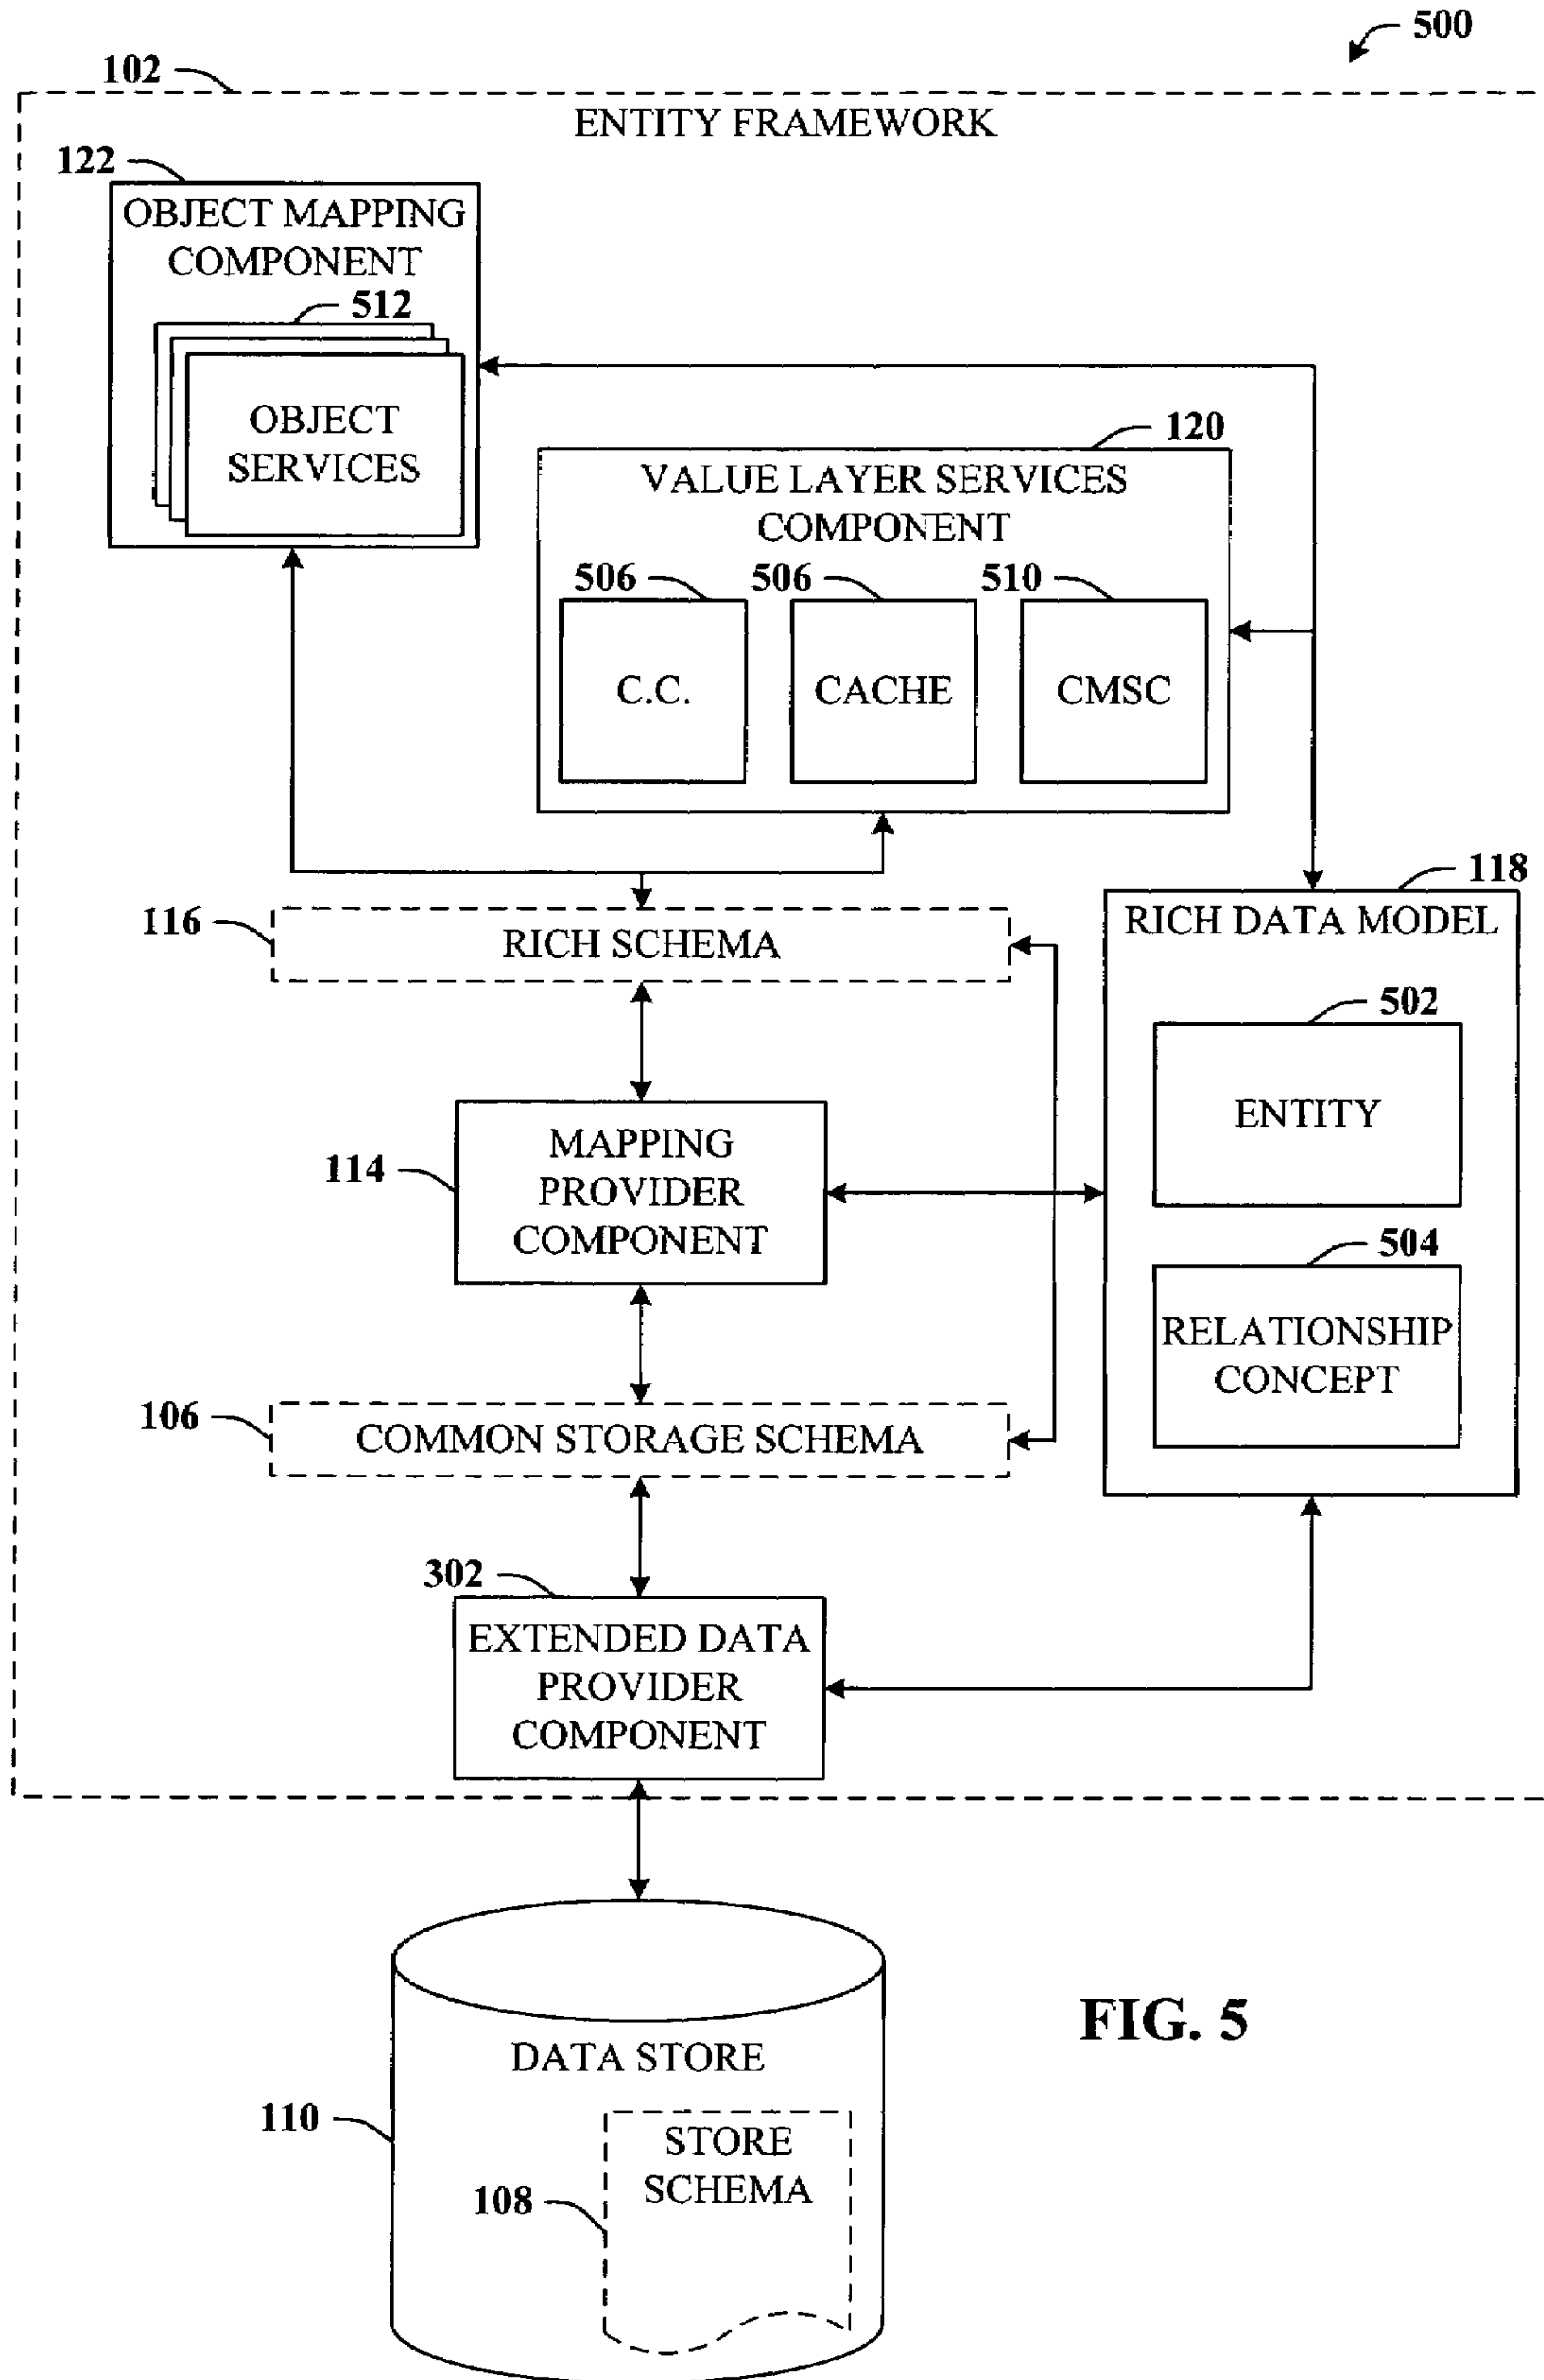 500
102
ENTITY FRAMEWORK
122
OBJECT MAPPING
COMPONENT
512
OBJECT
SERVICES
120
VALUE LAYER SERVICES
COMPONENT
506
506
510
C.C.
CACHE
CMSC
118
RICH DATA MODEL
116
RICH SCHEMA
502
ENTITY
114
MAPPING
PROVIDER
COMPONENT
504
RELATIONSHIP
CONCEPT
106
COMMON STORAGE SCHEMA
302
EXTENDED DATA
PROVIDER
COMPONENT
FIG. 5
DATA STORE
110
STORE
SCHEMA
108